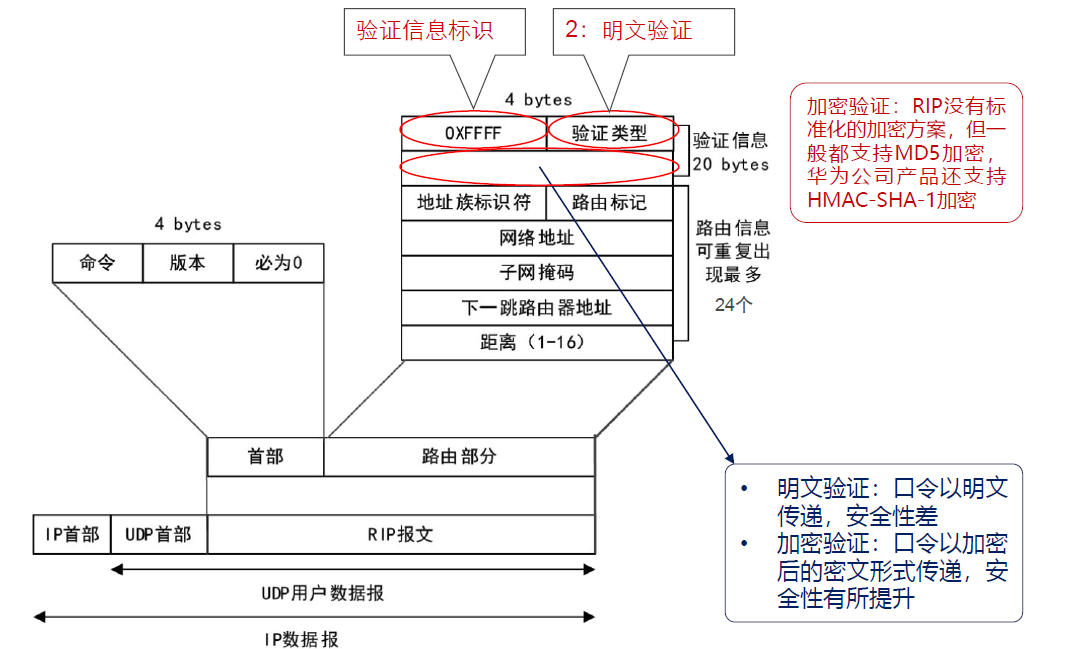 验证信息标识
2：明文验证
4 bytes
0XFFFF
验证类型
验证信息
20 bytes
加密验证：RIP没有标
准化的加密方案，但一
般都支持MD5加密，
华为公司产品还支持
HMAC-SHA-1加密
地址族标识符
路由标记
网络地址
子网掩码
下一跳路由器地址
距离（1-16）
路由信息
可重复出
现最多
24个
4 bytes
命令
版本
必为0
首部
路由部分
IP首部
UDP首部
RIP报文
UDP用户数据报
IP数据报
• 明文验证：口令以明文
传递，安全性差
• 加密验证：口令以加密
后的密文形式传递，安
全性有所提升